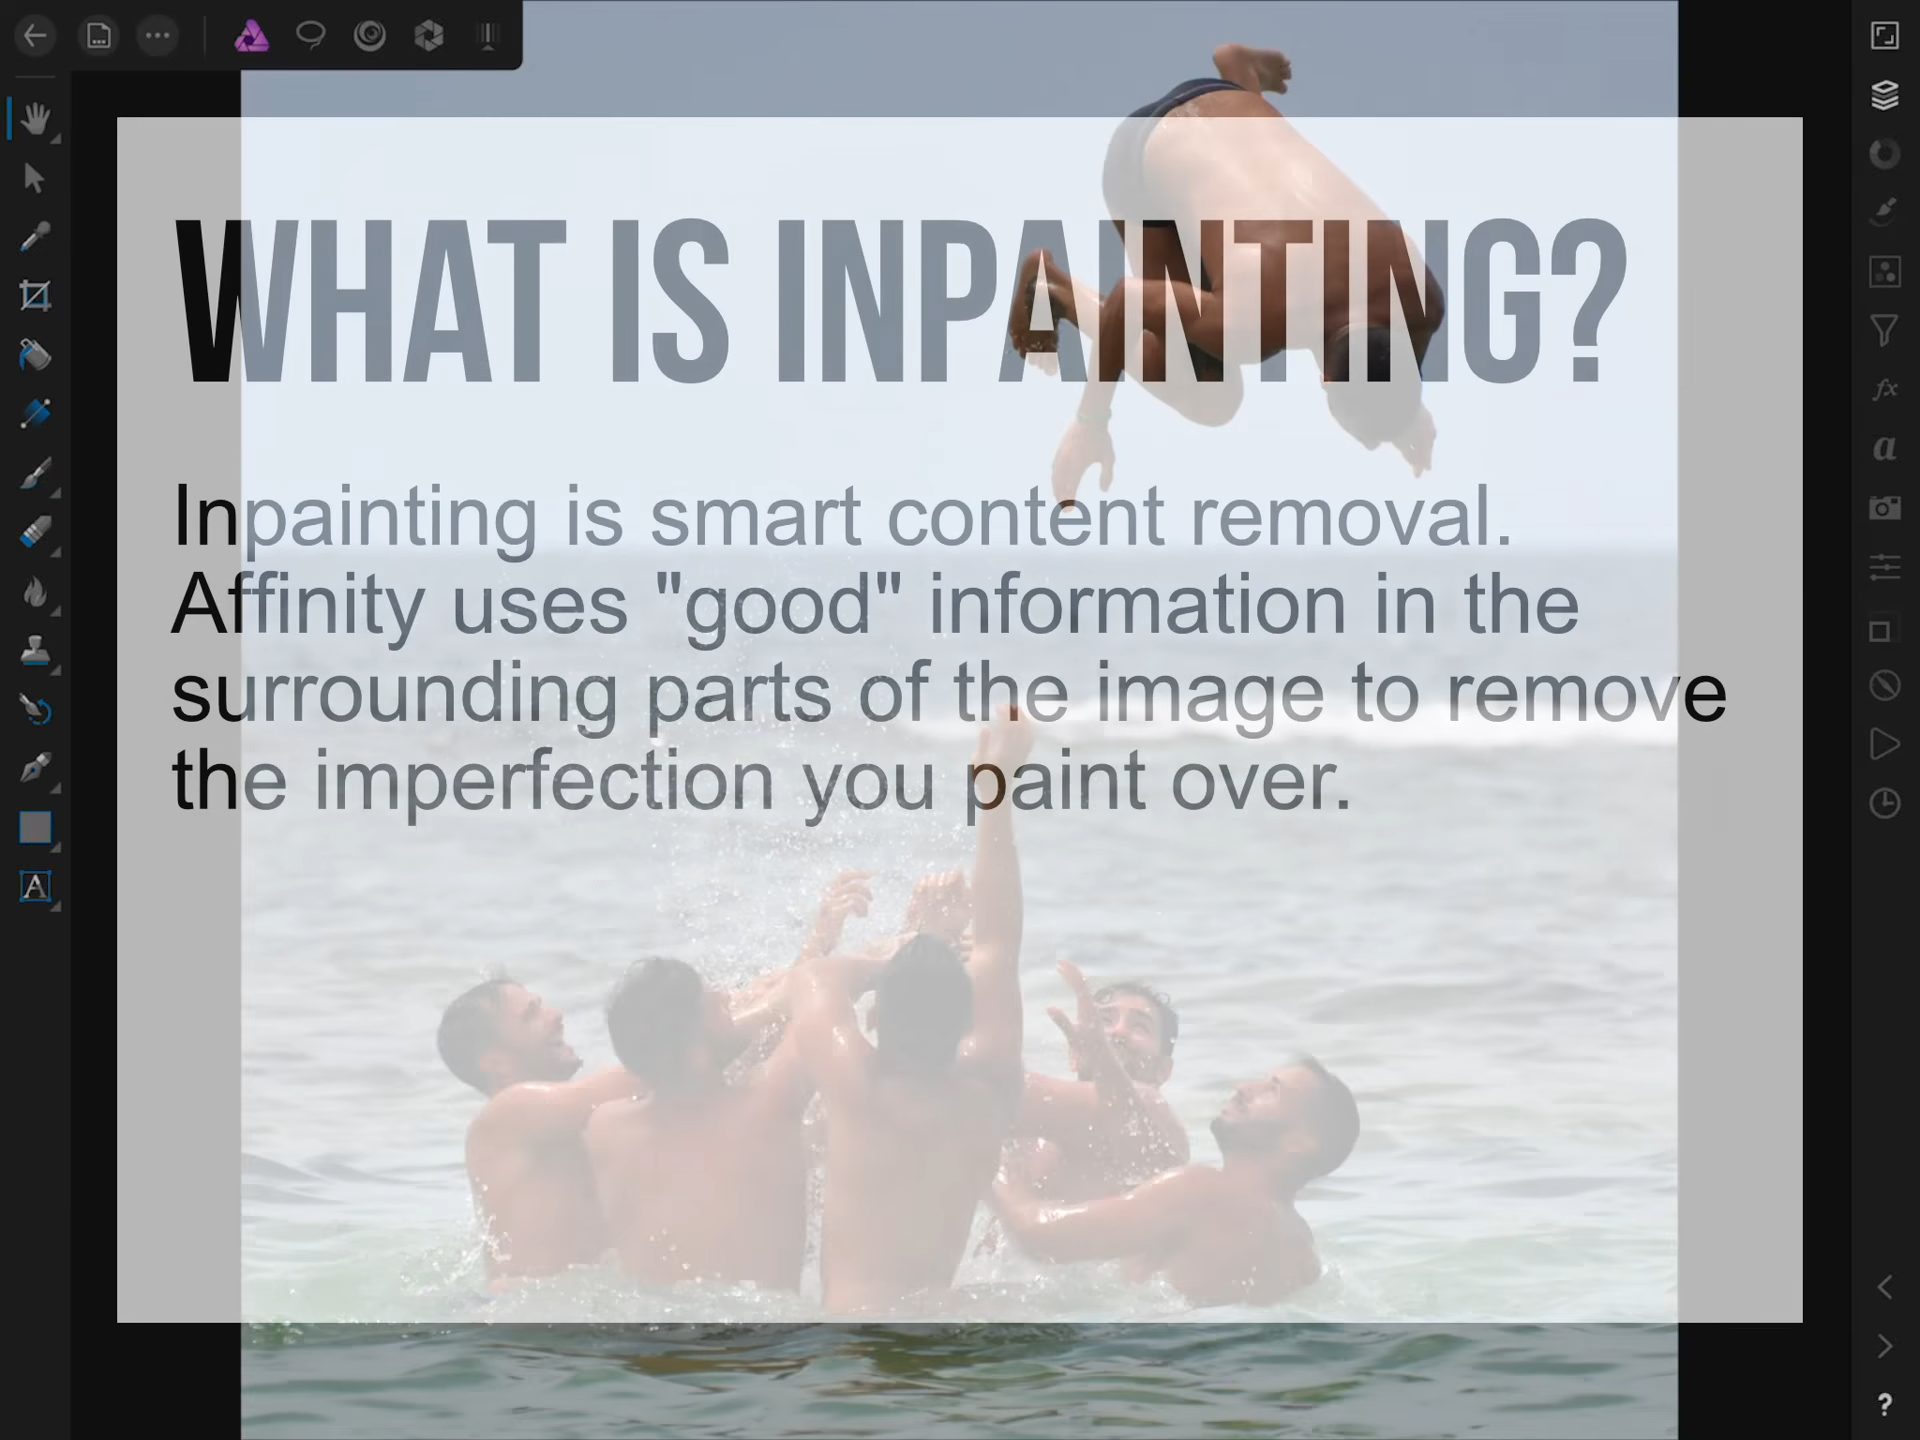 WHAT IS INPAINTING?
Inpainting is smart content removal.
Affinity uses "good" information in the
surrounding parts of the image to remove
the imperfection you paint over.
fx
a
A
?